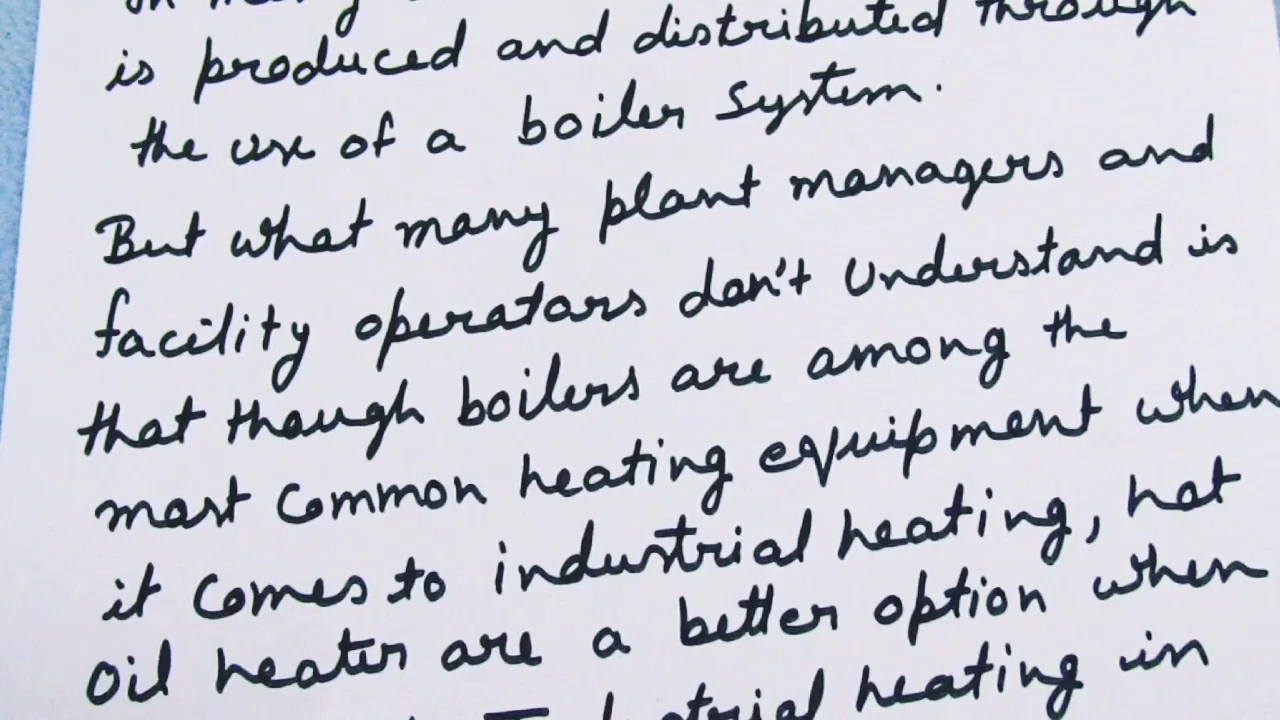 is produced and distributed through
the use of a boiler system.
But what many plant managers and
facility operators don't understand is
that though boilers are among the
most common heating equipment when
it comes to industrial heating, hot
oil heater are a better option when
heating in